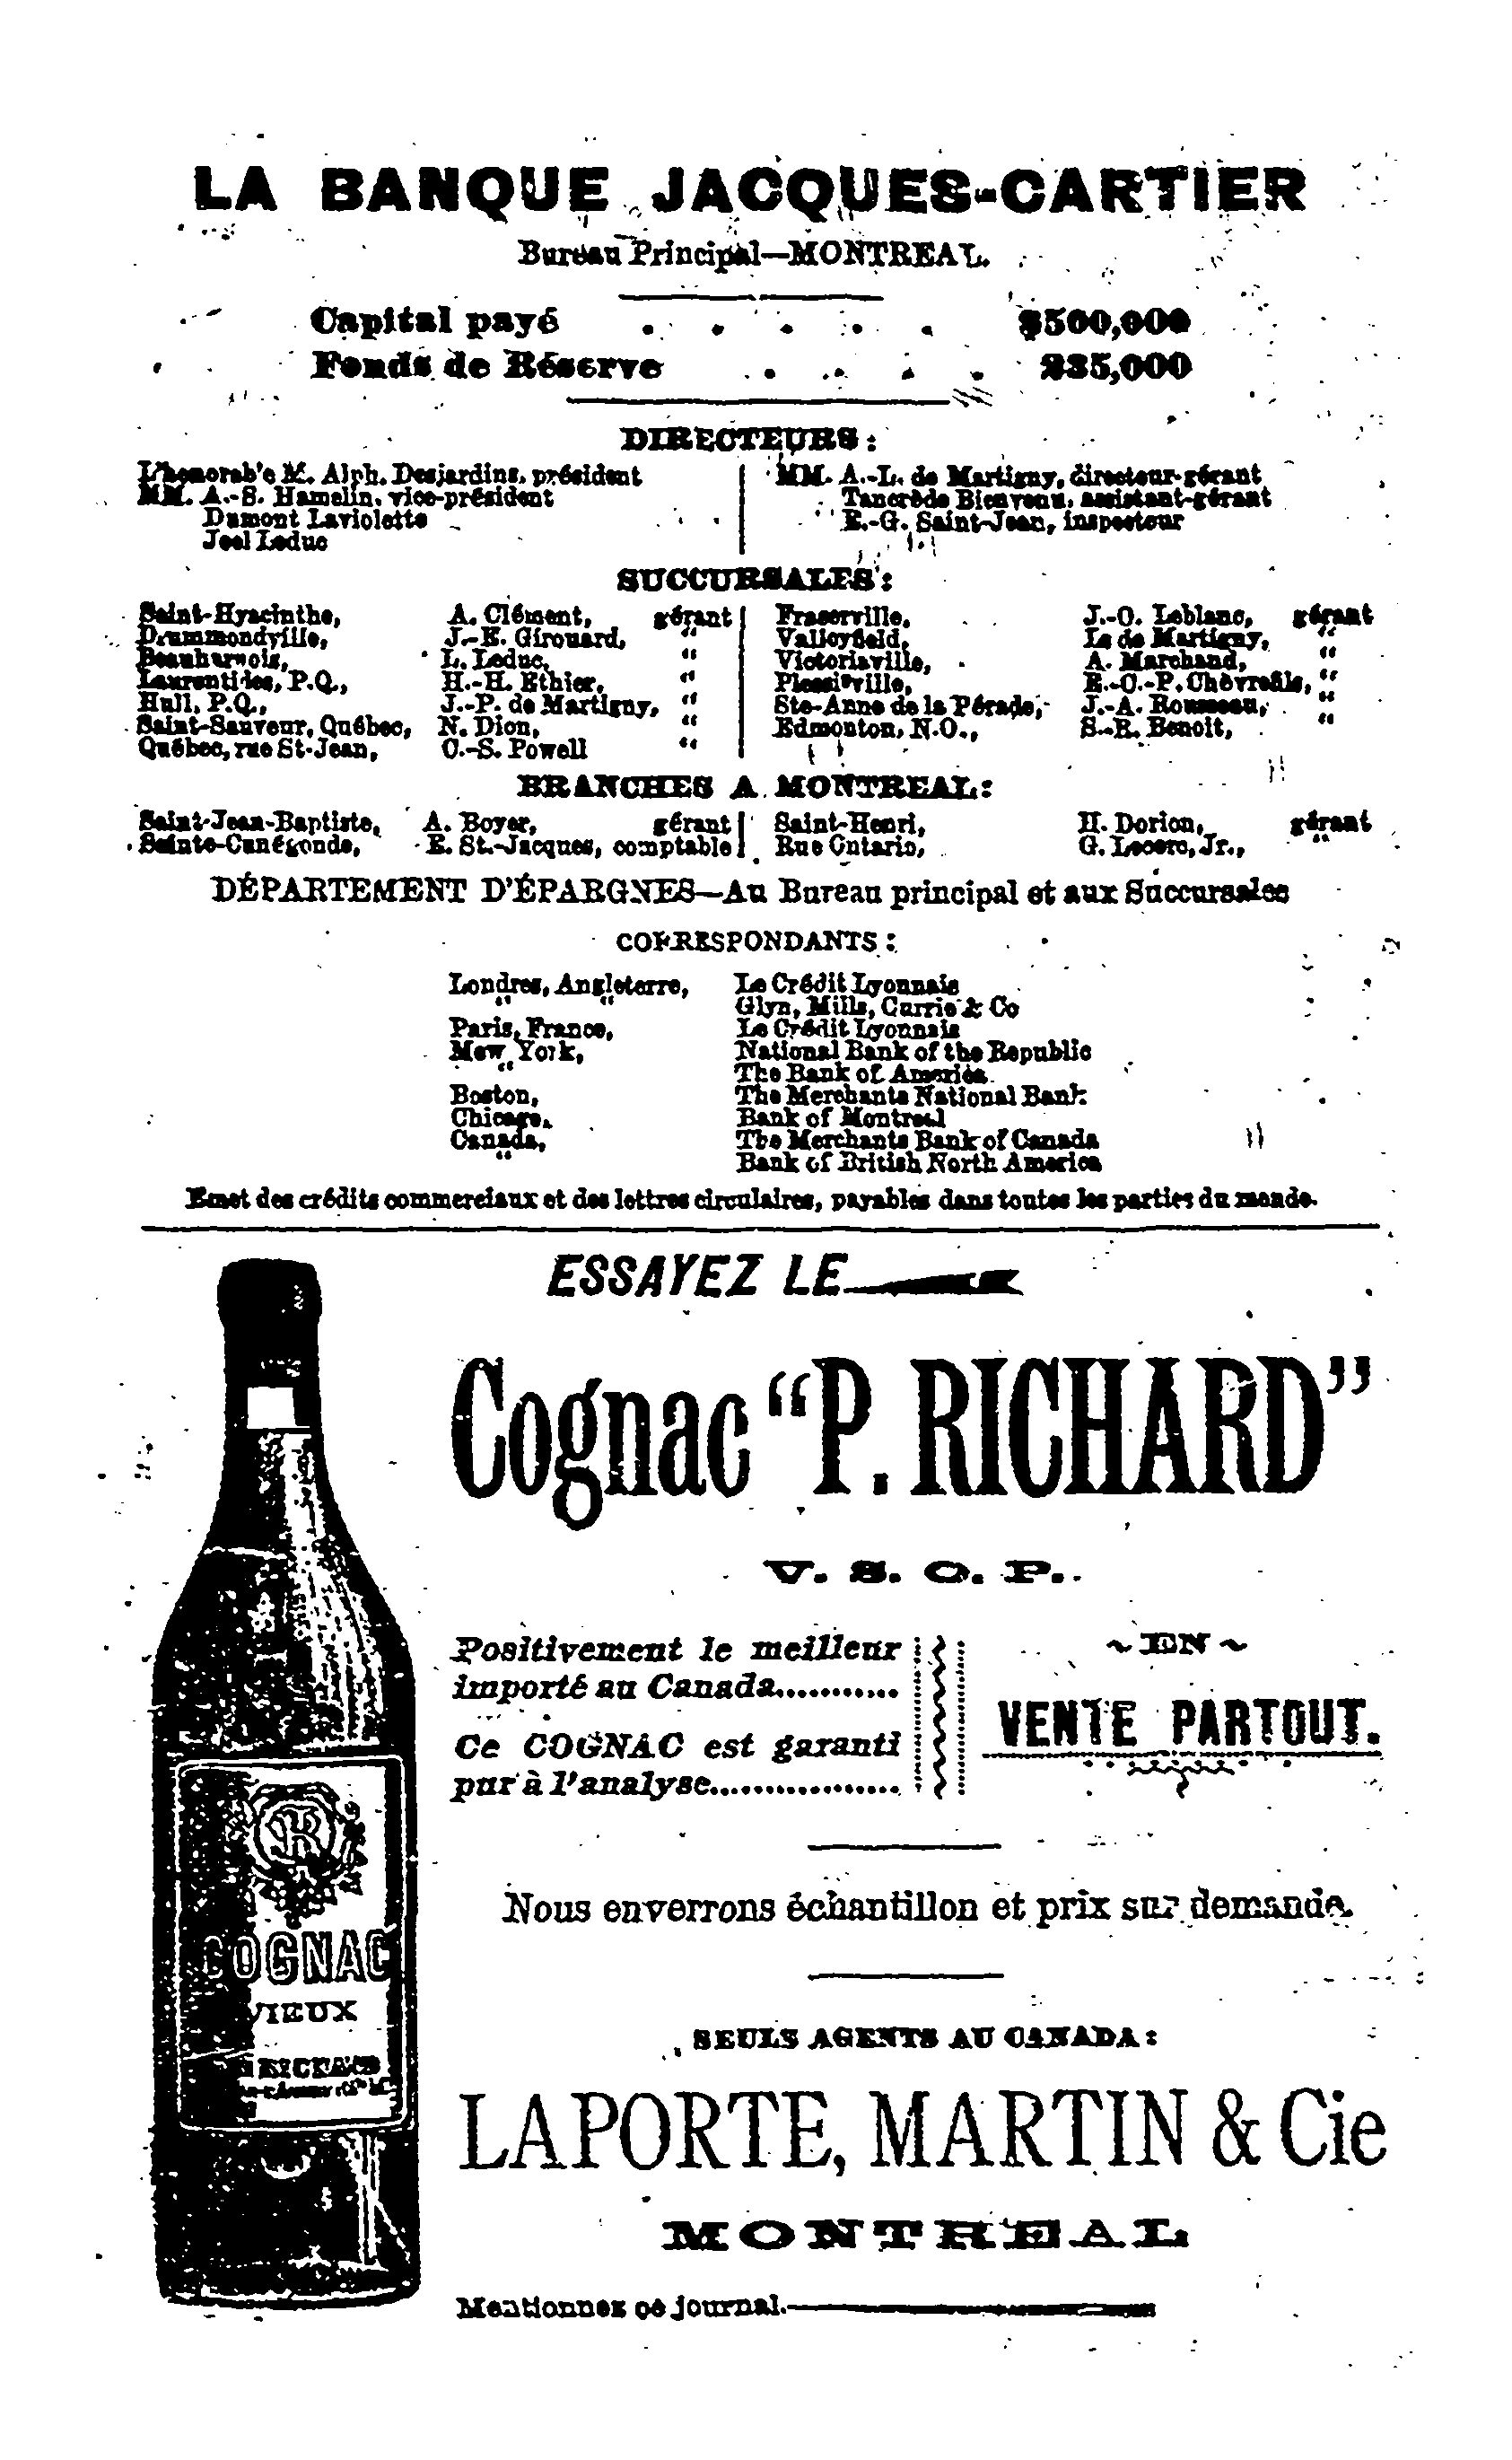 LA BANQUE JACQUES-CARTIER
Bureau Principal—MONTREAL.
Capital payé . . . . . $500,000
Fonds de Réserve . . . . 235,000
DIRECTEURS:
L'honorab'e M. Alph. Desjardins, président
MM. A.-S. Hamelin, vice-président
Dumont Laviolette
Joel Leduc
MM. A.-L. de Martigny, directeur-gérant
Tancrède Bienvenu, assistant-gérant
E.-G. Saint-Jean, inspecteur
SUCCURSALES:
Saint-Hyacinthe, A. Clément, gérant
Drummondville, J.-E. Girouard, "
Beauharnois, L. Leduc, "
Laurentides, P.Q., H.-H. Ethier, "
Hull, P.Q., J.-P. de Martigny, "
Saint-Sauveur, Québec, N. Dion, "
Québec, rue St-Jean, C.-S. Powell "
Fraserville, J.-O. Leblanc, gérant
Valleyfield, L. de Martigny, "
Victoriaville, A. Marchand, "
Plessisville, E.-C.-P. Chèvrefils, "
Ste-Anne de la Pérade, J.-A. Rousseau, "
Edmonton, N.O., S.-R. Benoit, "
BRANCHES A MONTREAL:
Saint-Jean-Baptiste, A. Boyer, gérant
Sainte-Cunégonde, E. St.-Jacques, comptable
Saint-Henri, H. Dorion, gérant
Rue Ontario, G. Lecerc, Jr., "
DÉPARTEMENT D'ÉPARGNES—Au Bureau principal et aux Succursales
CORRESPONDANTS:
Londres, Angleterre, Le Crédit Lyonnais
" " Glyn, Mills, Currie & Co
Paris, France, Le Crédit Lyonnais
Mew York, National Bank of the Republic
" The Bank of America
Boston, The Merchants National Bank
Chicago, Bank of Montreal
Canada, The Merchants Bank of Canada
" Bank of British North America
Emet des crédits commerciaux et des lettres circulaires, payables dans toutes les parties du monde.
ESSAYEZ LE
Cognac "P. RICHARD"
V. S. O. P.
Positivement le meilleur
importé au Canada...........
Ce COGNAC est garanti
pur à l'analyse..................
EN
VENTE PARTOUT.
Nous enverrons échantillon et prix sur demande.
COGNAC
VIEUX
SEULS AGENTS AU CANADA:
LAPORTE, MARTIN & Cie
MONTREAL
Mentionnez ce journal.